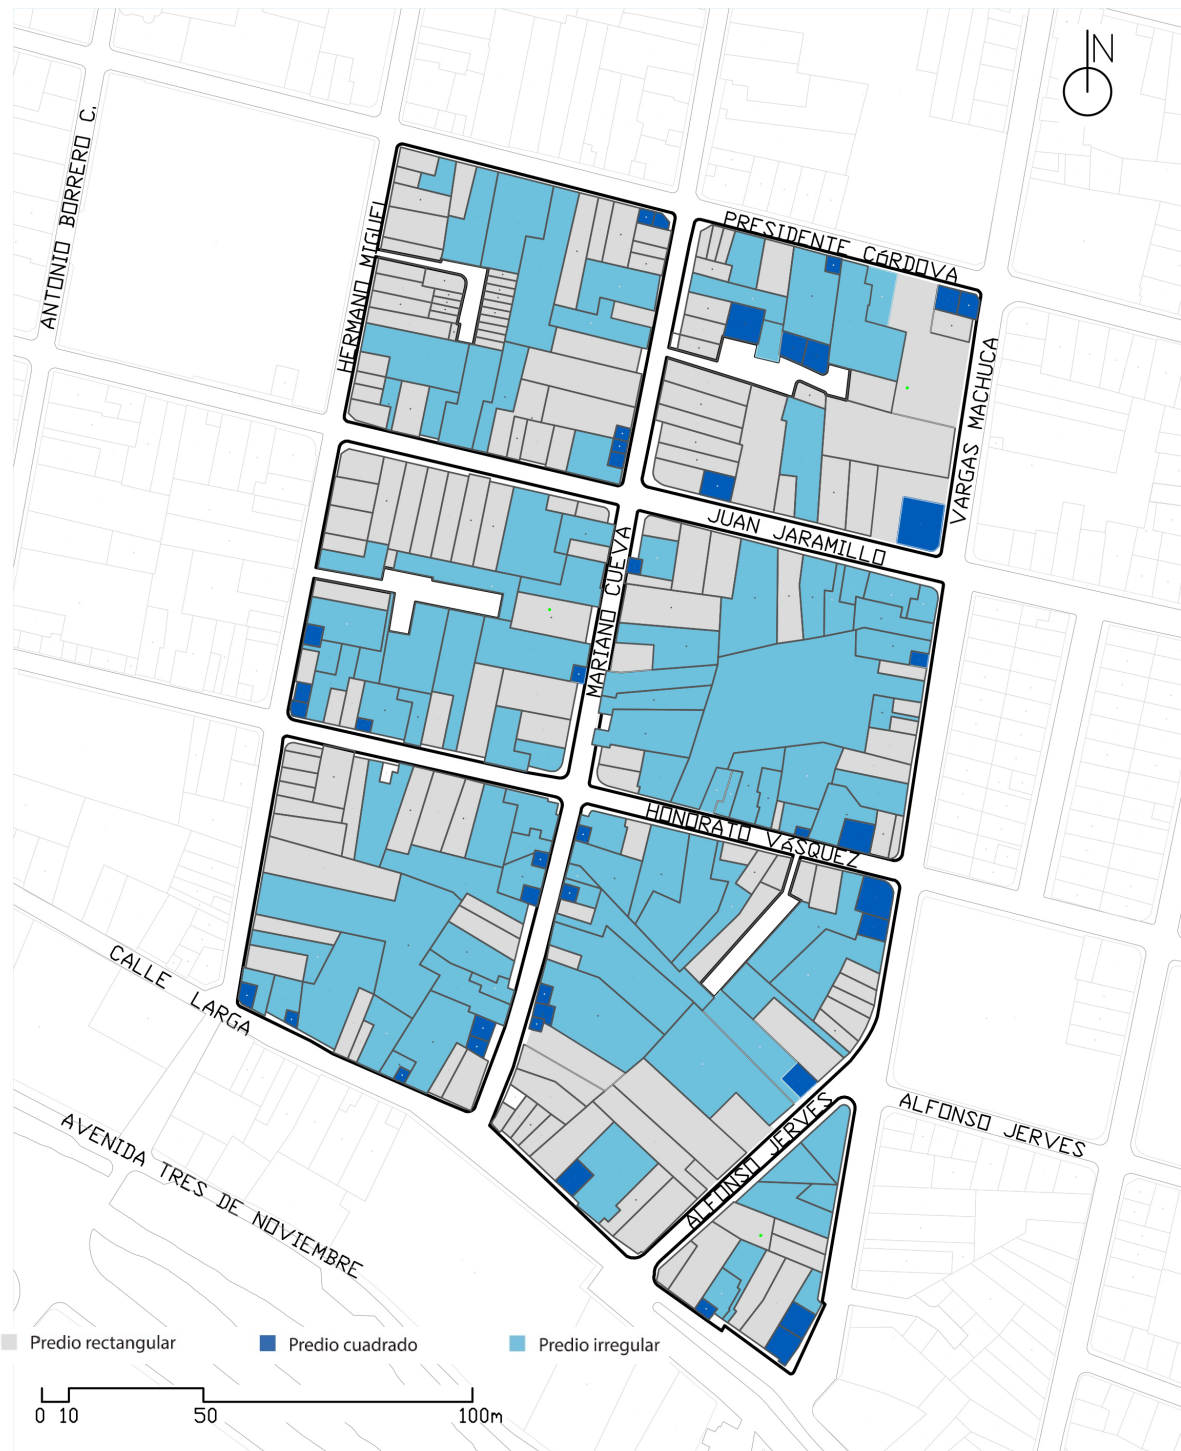 N
ANTONIO BORRERO C.
HERMANO MIGUEL
PRESIDENTE CÓRDOVA
VARGAS MACHUCA
JUAN JARAMILLO
MARIANO CUEVA
HONORATO VÁSQUEZ
CALLE LARGA
ALFONSO JERVES
ALFONSO JERVES
AVENIDA TRES DE NOVIEMBRE
Predio rectangular
Predio cuadrado
Predio irregular
0 10 50 100m